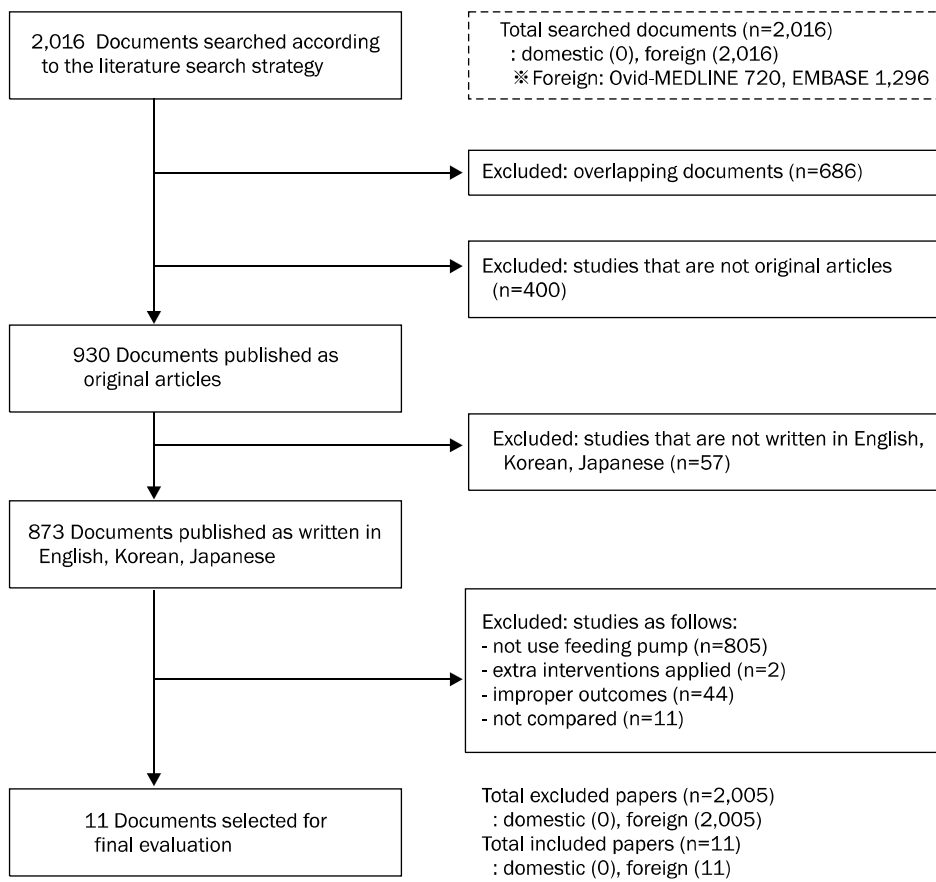 2,016 Documents searched according
to the literature search strategy
Total searched documents (n=2,016)
: domestic (0), foreign (2,016)
※Foreign: Ovid-MEDLINE 720, EMBASE 1,296
Excluded: overlapping documents (n=686)
Excluded: studies that are not original articles
(n=400)
930 Documents published as
original articles
Excluded: studies that are not written in English,
Korean, Japanese (n=57)
873 Documents published as written in
English, Korean, Japanese
Excluded: studies as follows:
- not use feeding pump (n=805)
- extra interventions applied (n=2)
- improper outcomes (n=44)
- not compared (n=11)
11 Documents selected for
final evaluation
Total excluded papers (n=2,005)
: domestic (0), foreign (2,005)
Total included papers (n=11)
: domestic (0), foreign (11)